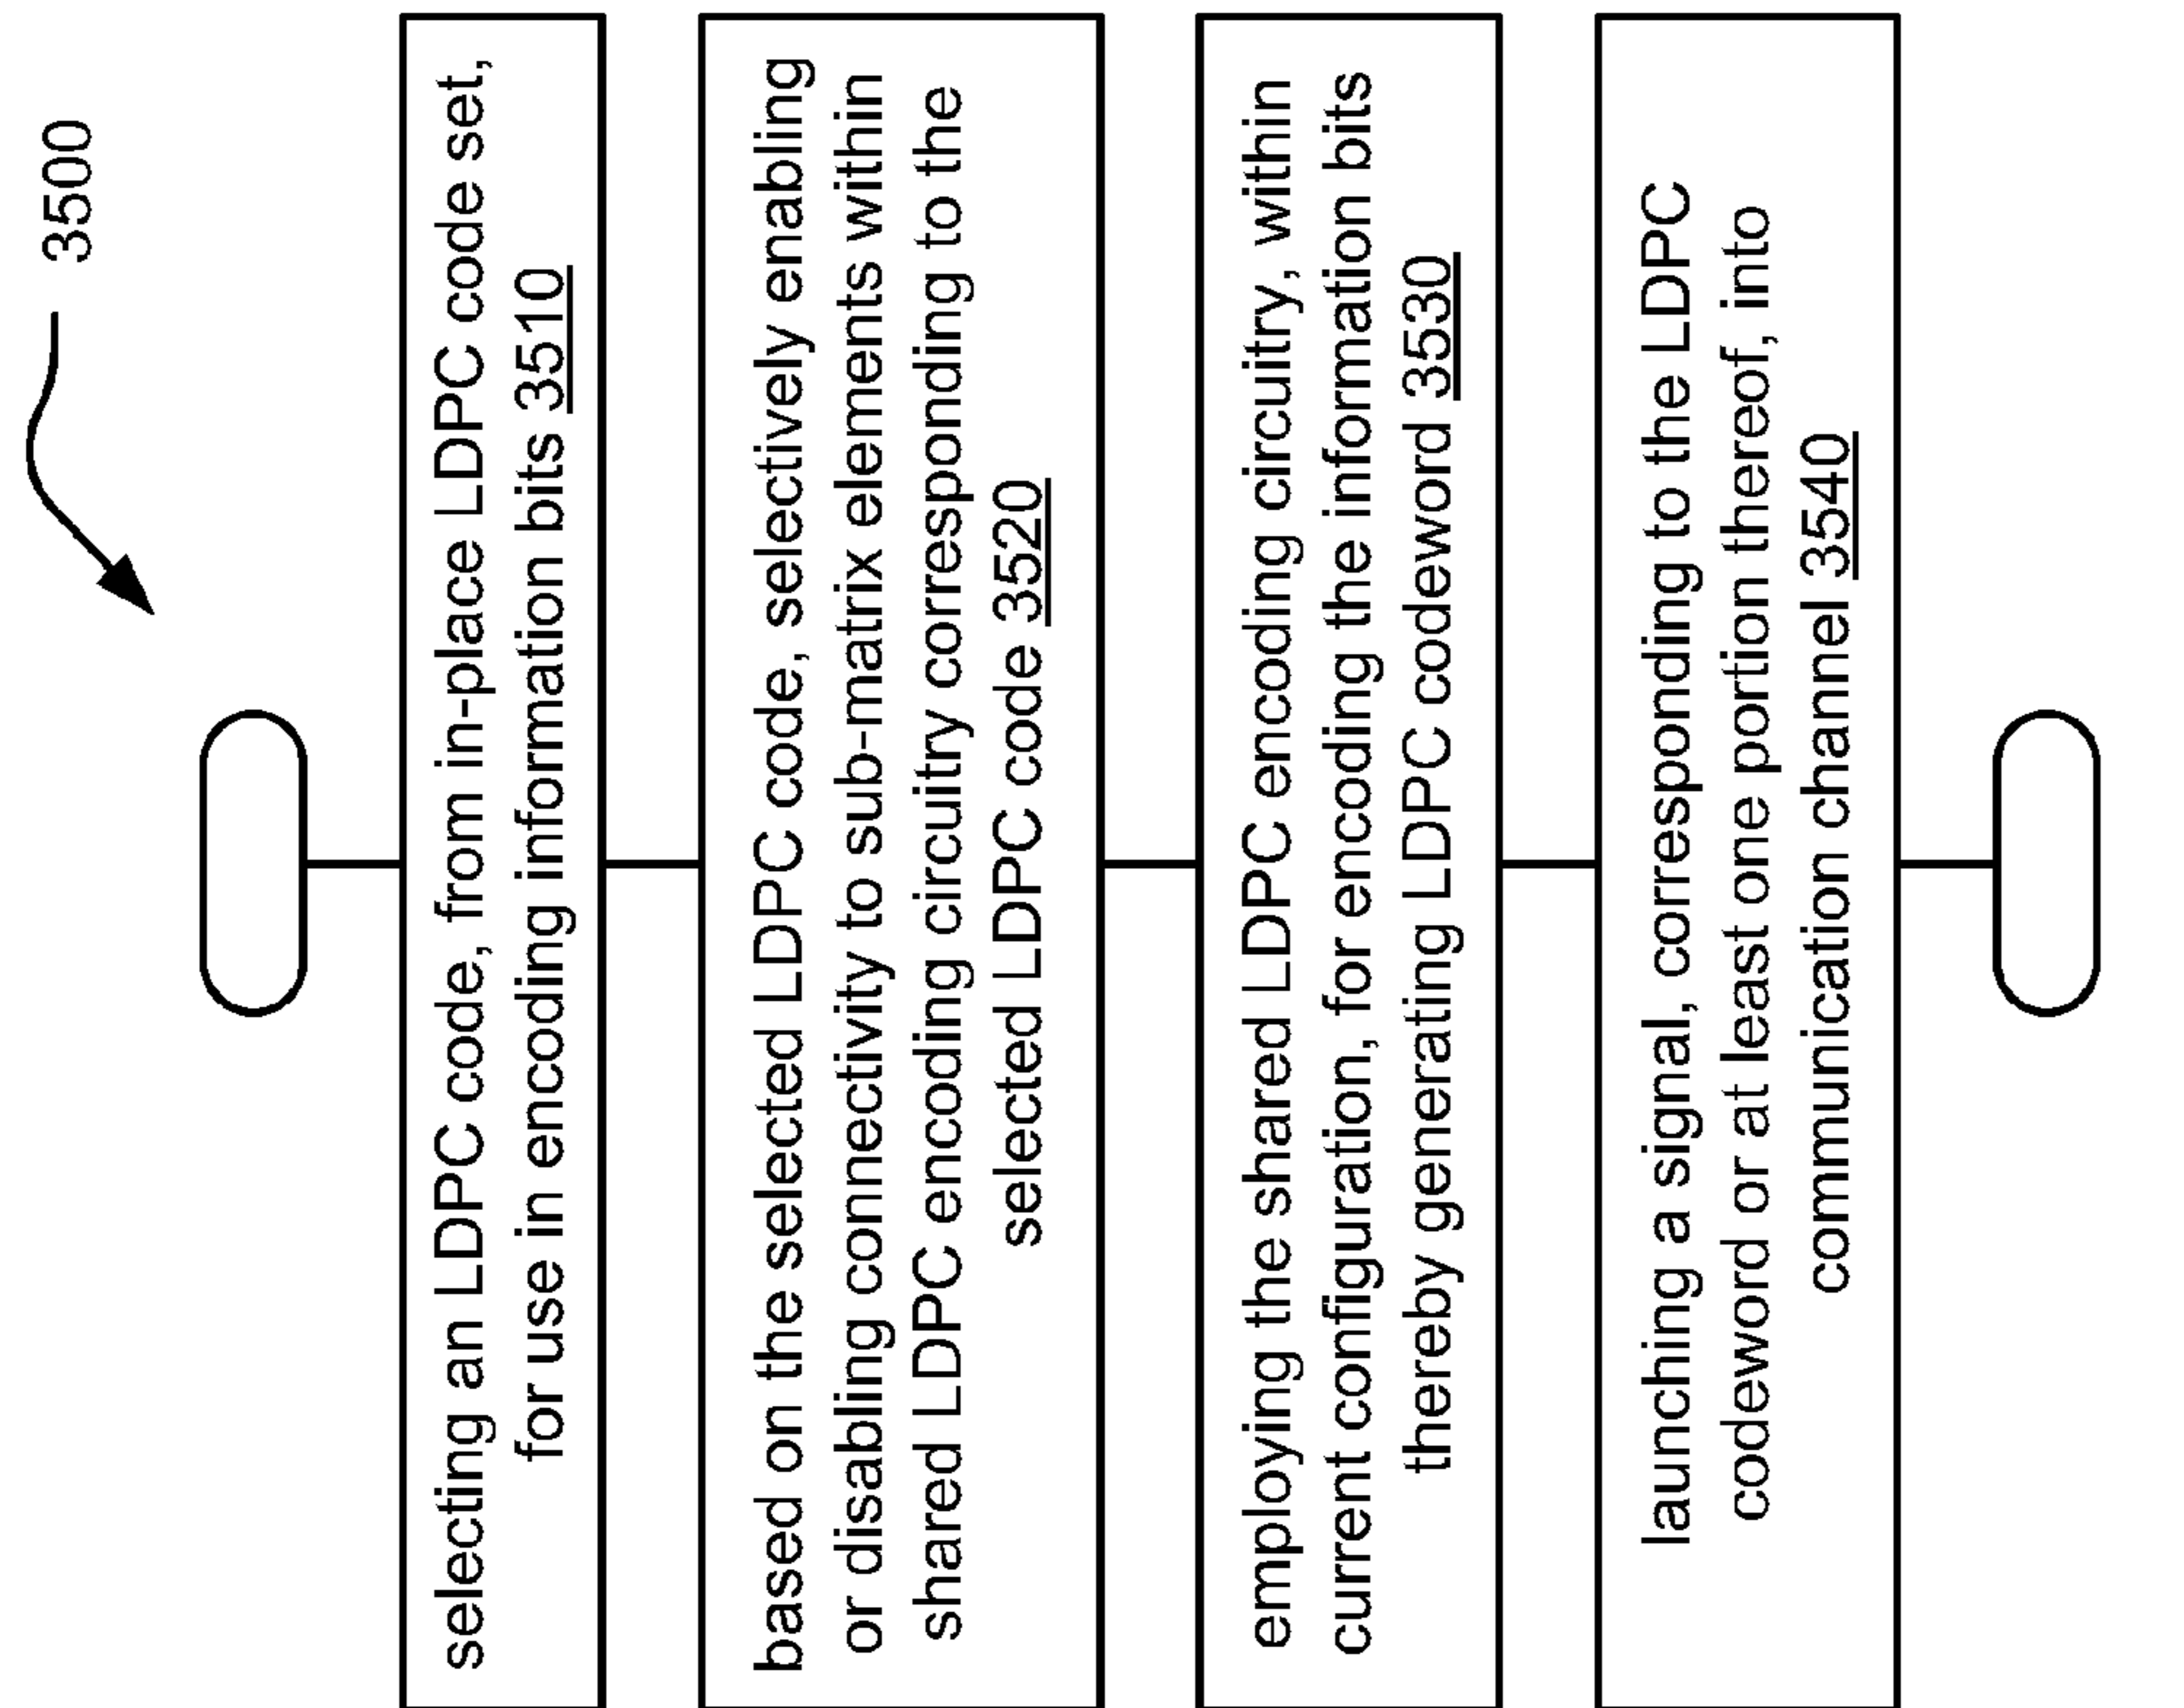 3500
selecting an LDPC code, from in-place LDPC code set,
for use in encoding information bits 3510
based on the selected LDPC code, selectively enabling
or disabling connectivity to sub-matrix elements within
shared LDPC encoding circuitry corresponding to the
selected LDPC code 3520
employing the shared LDPC encoding circuitry, within
current configuration, for encoding the information bits
thereby generating LDPC codeword 3530
launching a signal, corresponding to the LDPC
codeword or at least one portion thereof, into
communication channel 3540